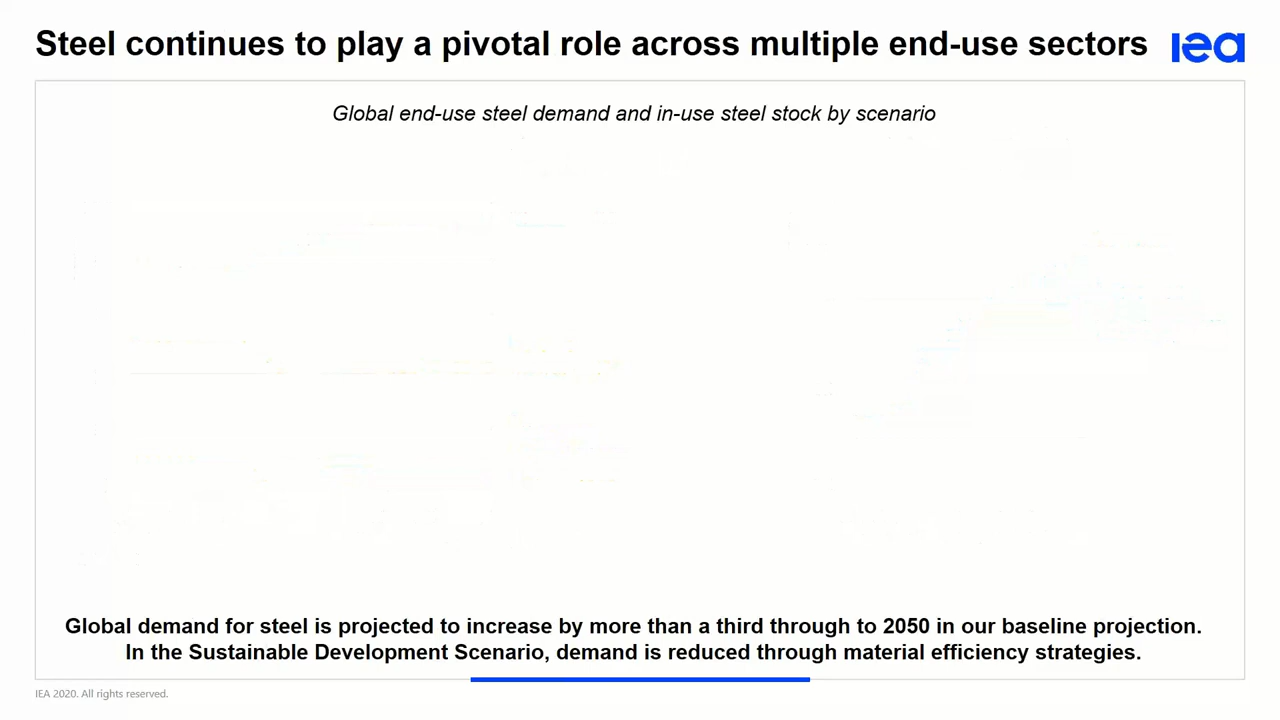 Steel continues to play a pivotal role across multiple end-use sectors
iea
Global end-use steel demand and in-use steel stock by scenario
Global demand for steel is projected to increase by more than a third through to 2050 in our baseline projection.
In the Sustainable Development Scenario, demand is reduced through material efficiency strategies.
IEA 2020. All rights reserved.